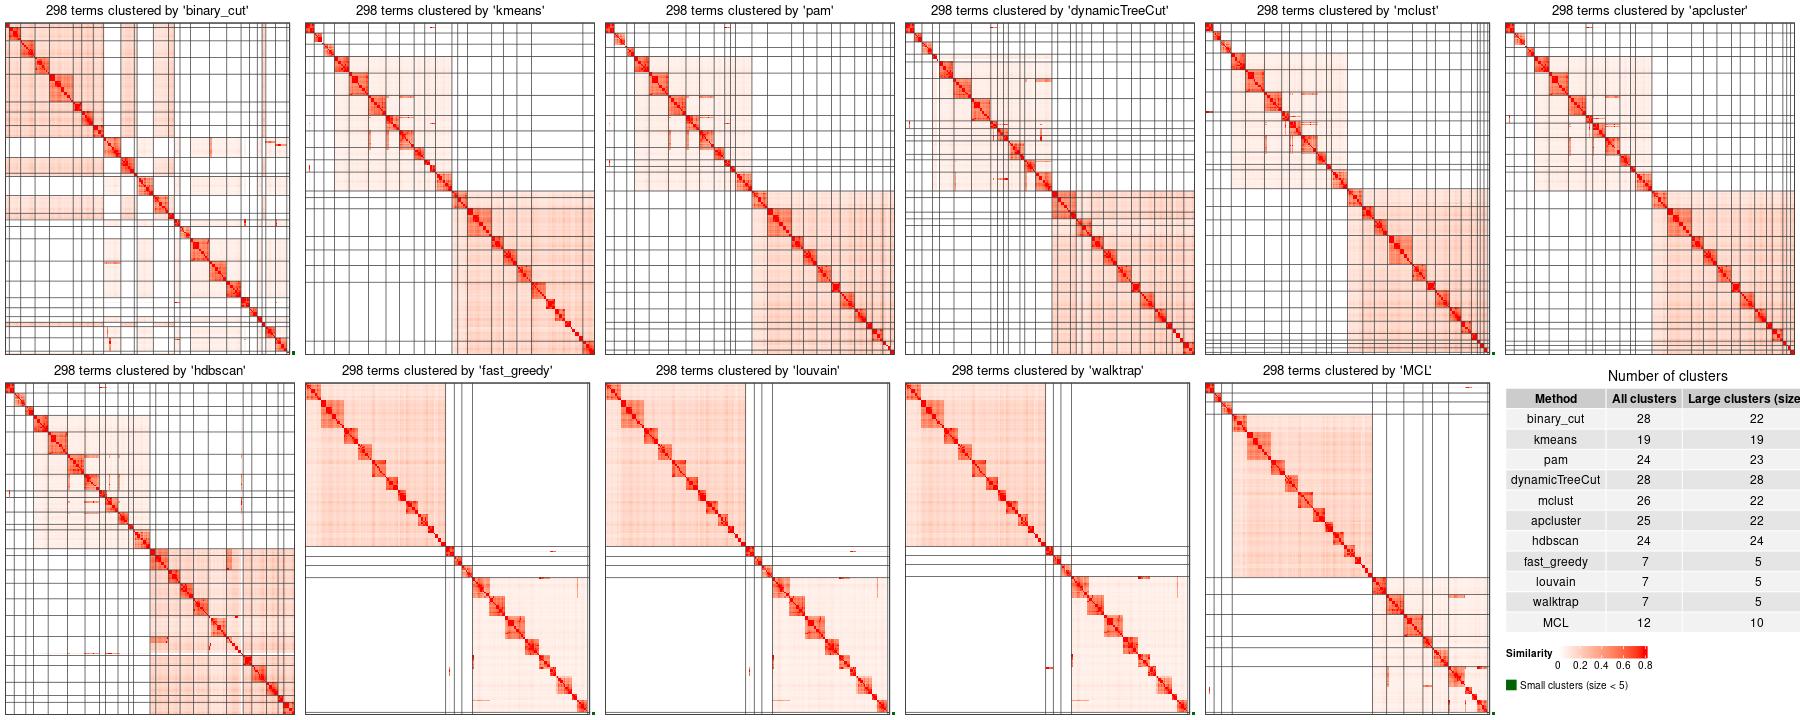 298 terms clustered by 'binary_cut'
298 terms clustered by 'kmeans'
298 terms clustered by 'pam'
298 terms clustered by 'dynamicTreeCut'
298 terms clustered by 'mclust'
298 terms clustered by 'apcluster'
298 terms clustered by 'hdbscan'
298 terms clustered by 'fast_greedy'
298 terms clustered by 'louvain'
298 terms clustered by 'walktrap'
298 terms clustered by 'MCL'
Number of clusters
Method All clusters Large clusters (size
binary_cut 28 22
kmeans 19 19
pam 24 23
dynamicTreeCut 28 28
mclust 26 22
apcluster 25 22
hdbscan 24 24
fast_greedy 7 5
louvain 7 5
walktrap 7 5
MCL 12 10
Similarity
0 0.2 0.4 0.6 0.8
Small clusters (size < 5)